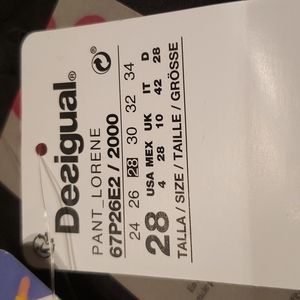 Desigual®
PANT_LORENE
67P26E2 / 2000
24 26 28 30 32 34
28
USA MEX UK IT D
4 28 10 42 28
TALLA / SIZE / TAILLE / GRÖSSE